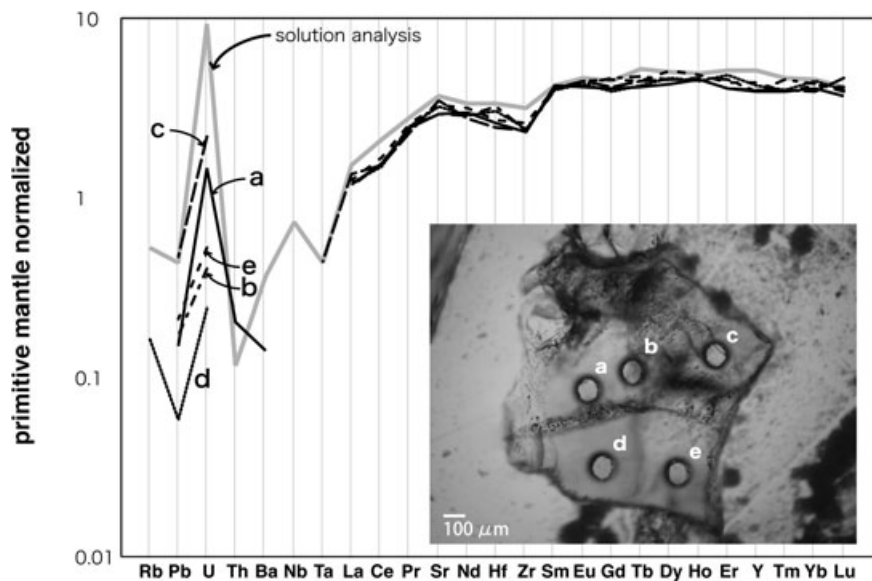 10
solution analysis
c
a
1
e
b
0.1
d
0.01
primitive mantle normalized
a
b
c
d
e
100 μm
Rb Pb U Th Ba Nb Ta La Ce Pr Sr Nd Hf Zr Sm Eu Gd Tb Dy Ho Er Y Tm Yb Lu